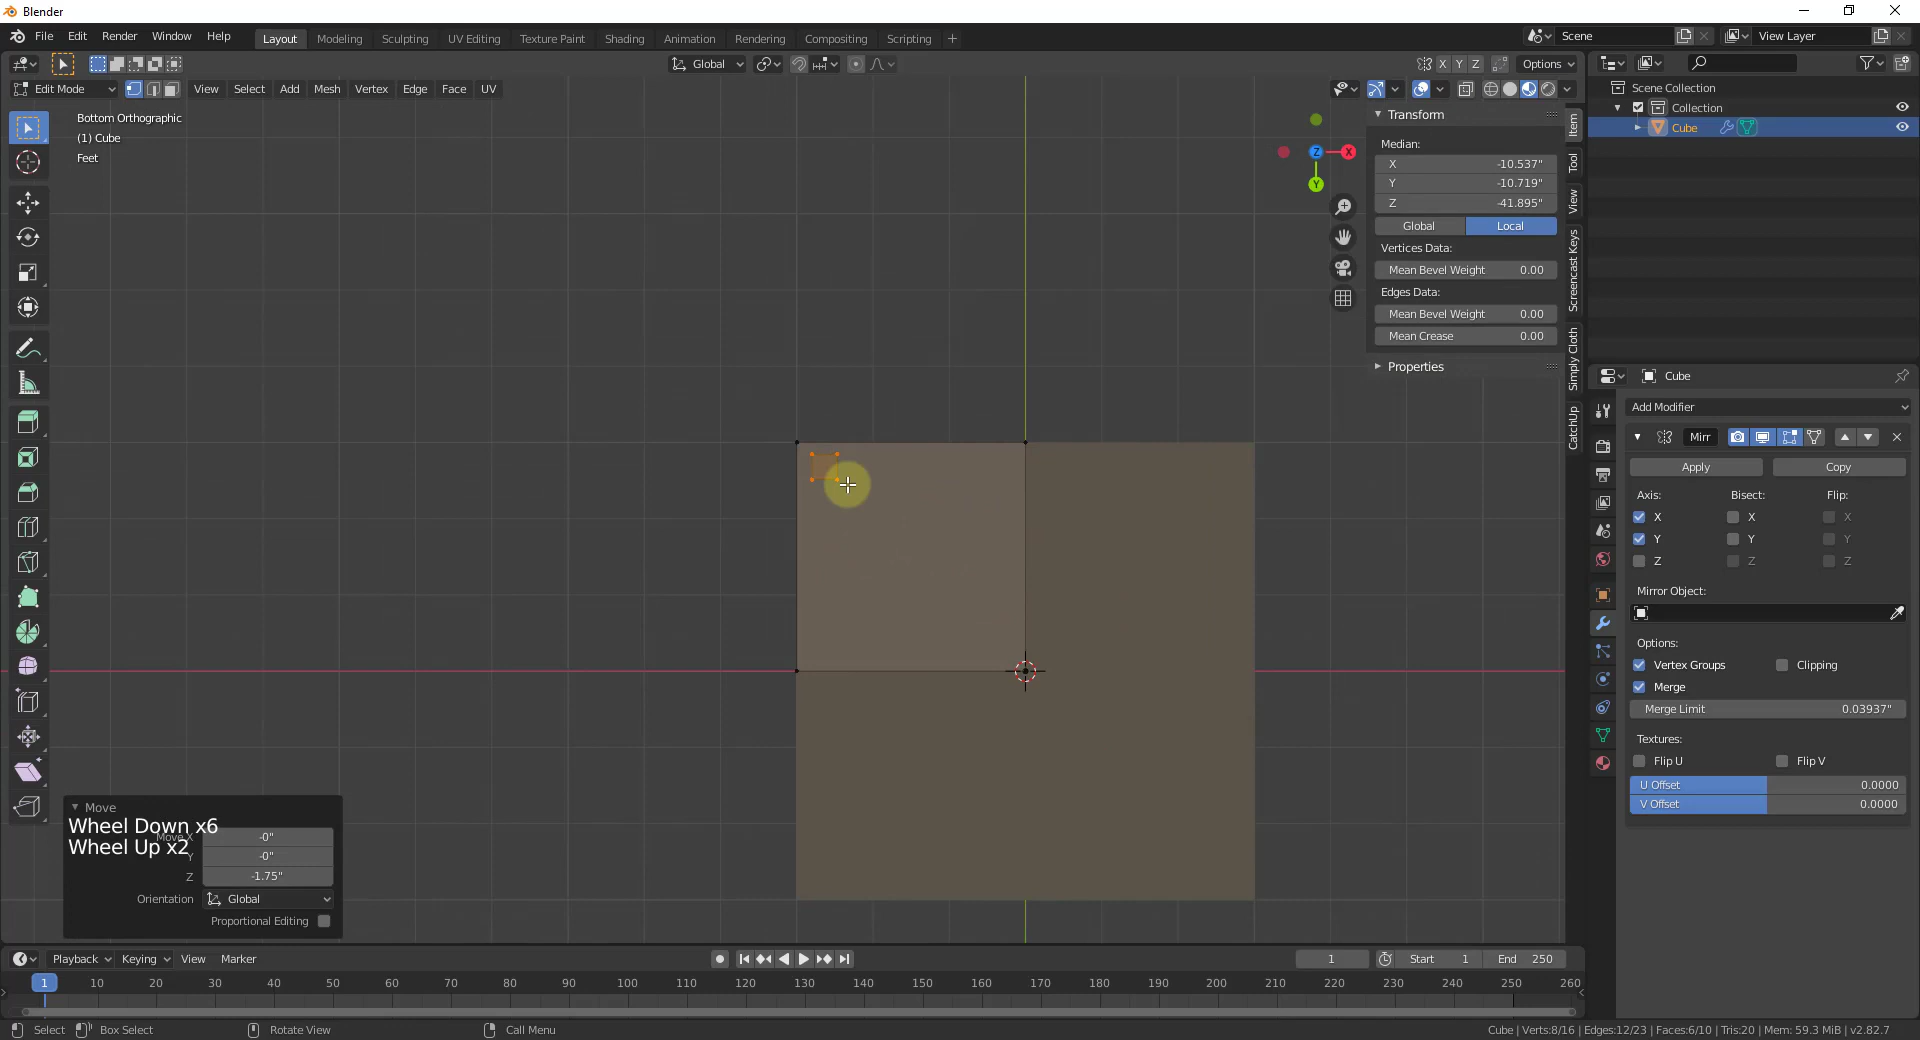 Blender
File Edit Render Window Help
Layout Modeling Sculpting UV Editing Texture Paint Shading Animation Rendering Compositing Scripting +
Scene
View Layer
Global
X Y Z
Options
Edit Mode
View Select Add Mesh Vertex Edge Face UV
Bottom Orthographic
(1) Cube
Feet
Transform
Median:
X -10.537"
Y -10.719"
Z -41.895"
Global Local
Vertices Data:
Mean Bevel Weight 0.00
Edges Data:
Mean Bevel Weight 0.00
Mean Crease 0.00
Properties
Item
Tool
View
Screencast Keys
Simply Cloth
CatchUp
X
Y
Z
Scene Collection
Collection
Cube
Cube
Add Modifier
Mirr
Apply Copy
Axis: Bisect: Flip:
X X X
Y Y Y
Z Z Z
Mirror Object:
Options:
Vertex Groups Clipping
Merge
Merge Limit 0.03937"
Textures:
Flip U Flip V
U Offset 0.0000
V Offset 0.0000
Move
Wheel Down x6
Move X -0"
Wheel Up x2
Y -0"
Z -1.75"
Orientation Global
Proportional Editing
Playback Keying View Marker
1
Start 1
End 250
1 10 20 30 40 50 60 70 80 90 100 110 120 130 140 150 160 170 180 190 200 210 220 230 240 250 260
Select Box Select Rotate View Call Menu
Cube | Verts:8/16 | Edges:12/23 | Faces:6/10 | Tris:20 | Mem: 59.3 MiB | v2.82.7